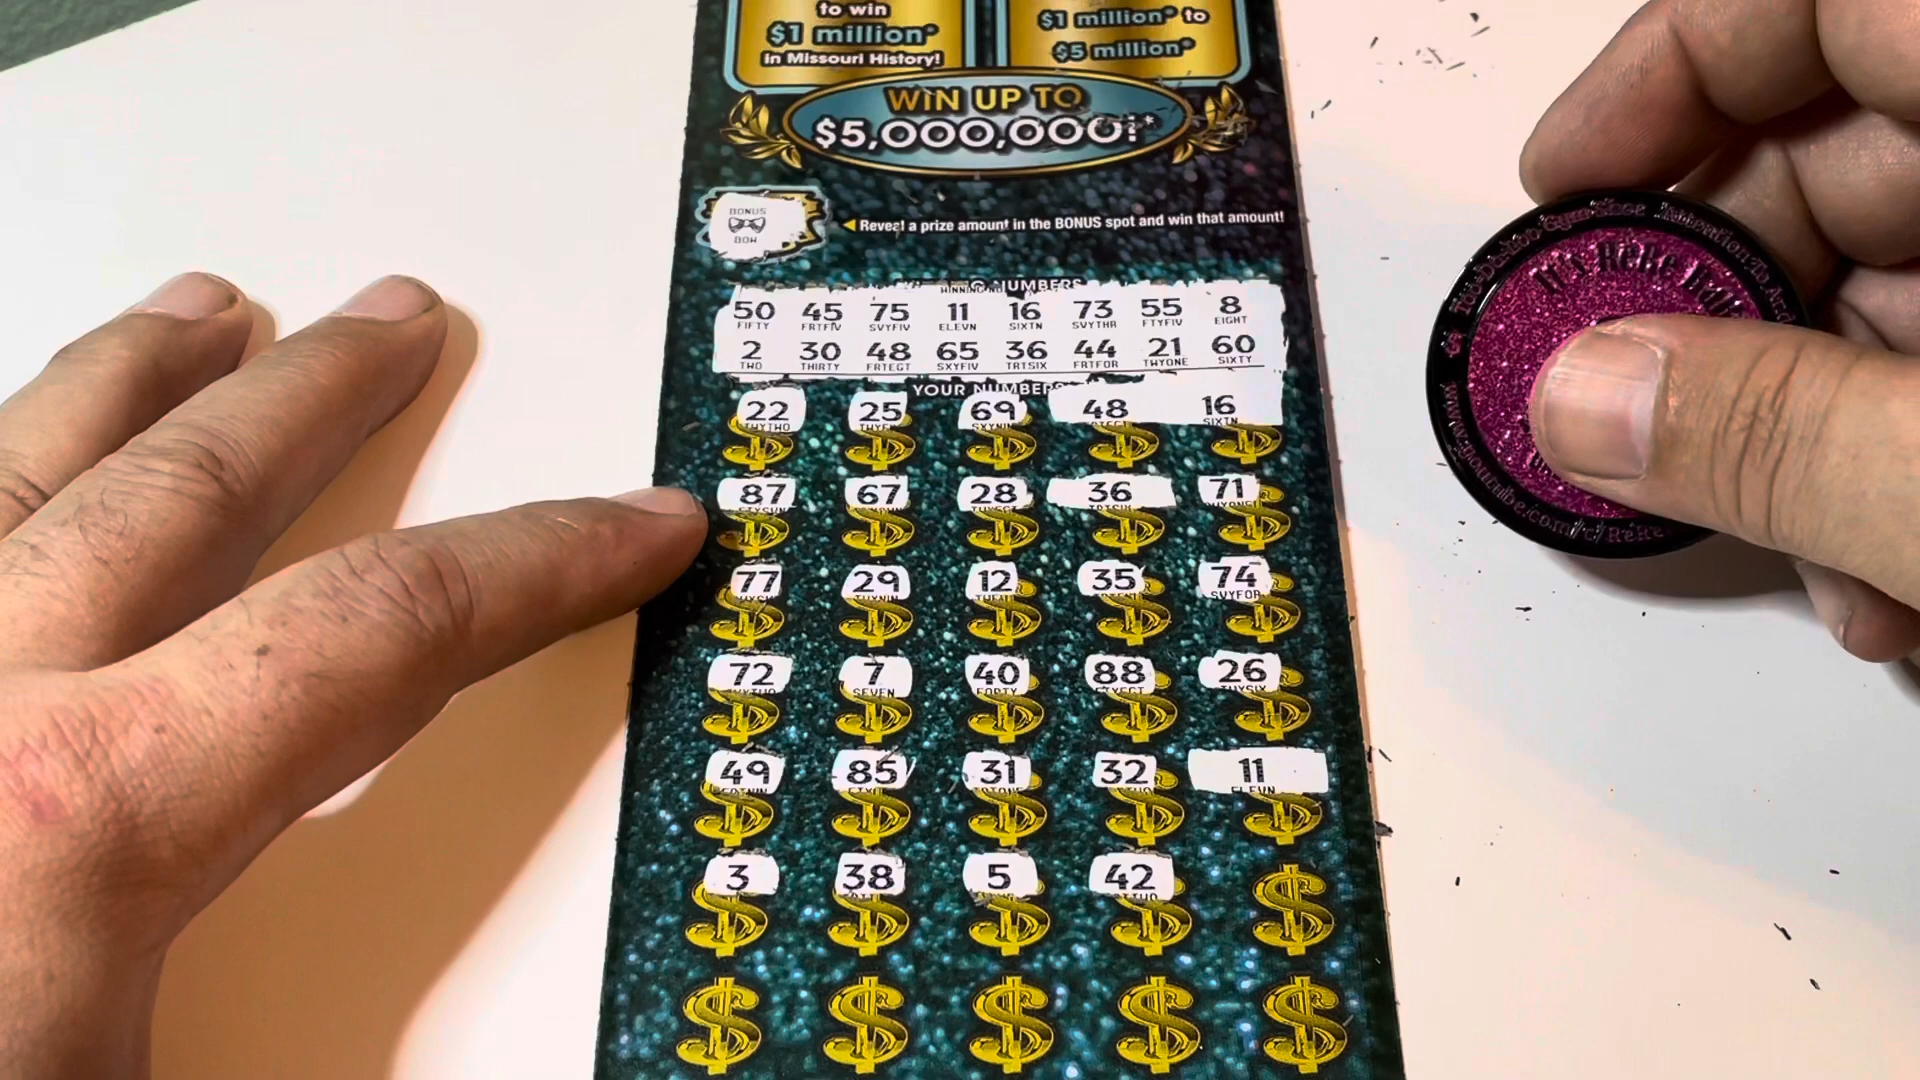 to win
$1 million*
in Missouri History!
$1 million* to
$5 million*
WIN UP TO
$5,000,000!*
BONUS
BOW
Reveal a prize amount in the BONUS spot and win that amount!
50 45 75 11 16 73 55 8
FIFTY FRTFIV SVYFIV ELEVN SIXTN SVYTHR FTYFIV EIGHT
2 30 48 65 36 44 21 60
TWO THIRTY FRTEGT SXYFIV TRTSIX FRTFOR TWYONE SIXTY
YOUR NUMBERS
22 25 69 48 16
SIXTN
87 67 28 36 71
77 29 12 35 74
SVYFOR
72 7 40 88 26
SEVEN FORTY TWYSIX
49 85 31 32 11
ELEVN
3 38 5 42